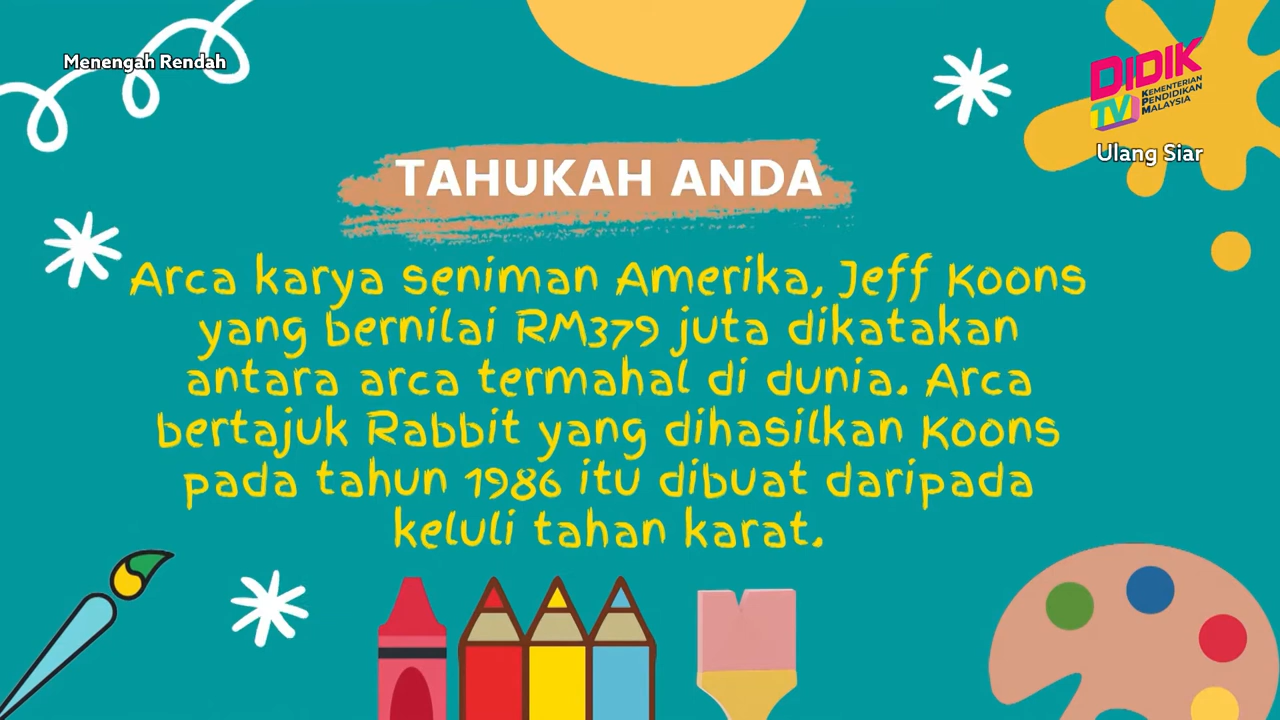 Menengah Rendah
DIDIK
TV
KEMENTERIAN
PENDIDIKAN
MALAYSIA
Ulang Siar
TAHUKAH ANDA
Arca karya seniman Amerika, Jeff Koons
yang bernilai RM379 juta dikatakan
antara arca termahal di dunia. Arca
bertajuk Rabbit yang dihasilkan Koons
pada tahun 1986 itu dibuat daripada
keluli tahan karat.